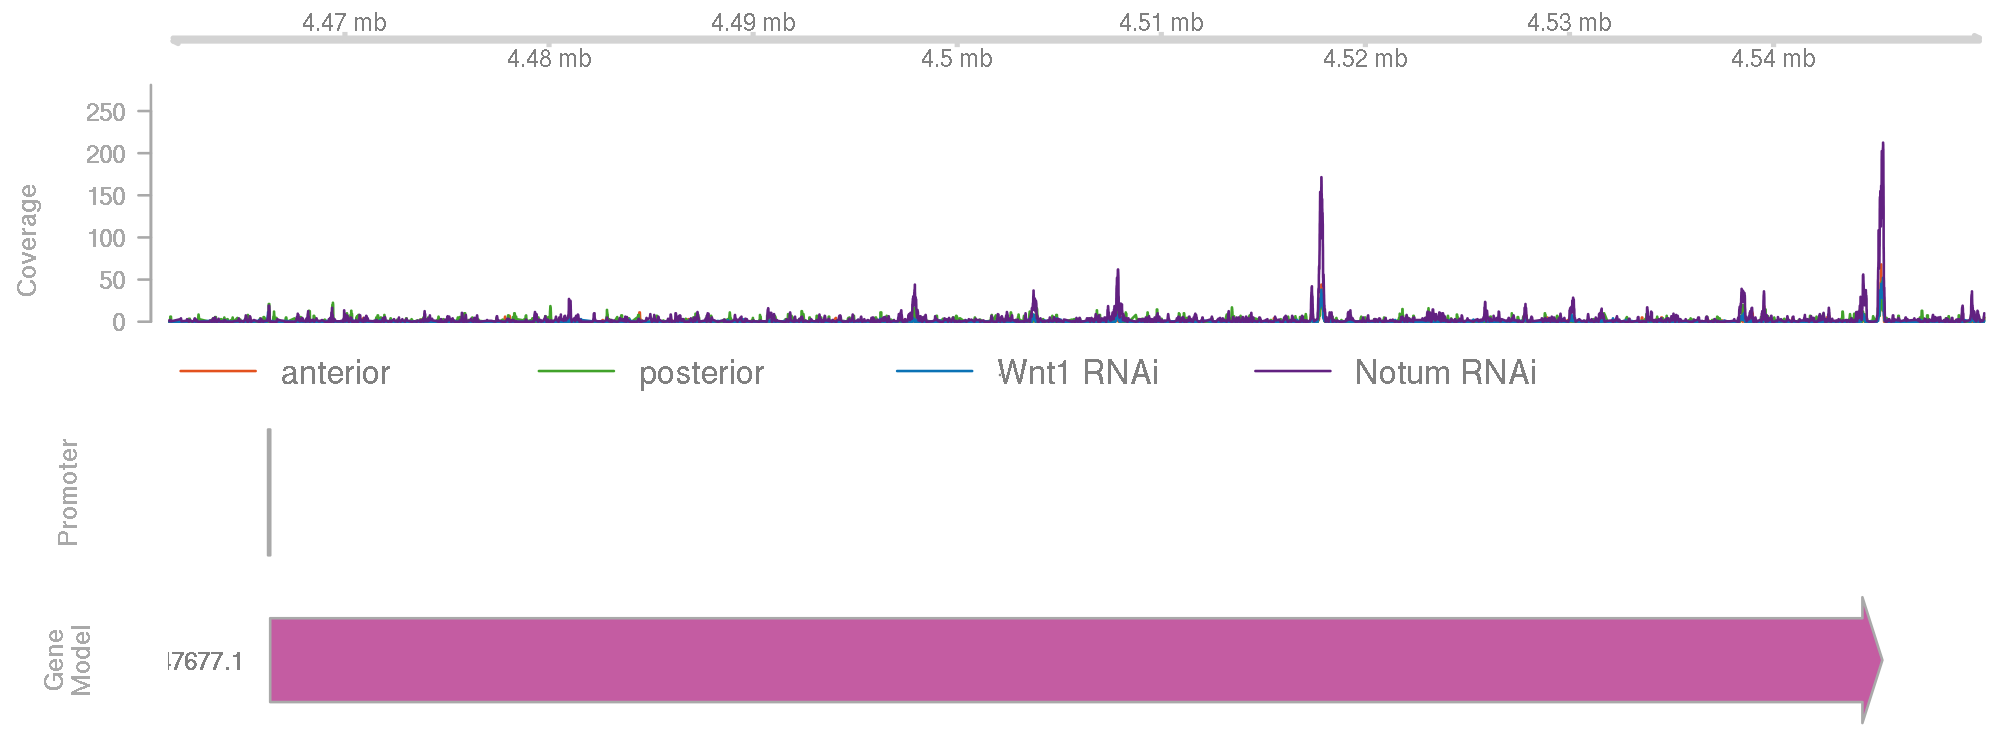 4.47 mb 4.49 mb 4.51 mb 4.53 mb
4.48 mb 4.5 mb 4.52 mb 4.54 mb
250
200
150
100
50
0
Coverage
anterior posterior Wnt1 RNAi Notum RNAi
Promoter
Gene
Model
47677.1